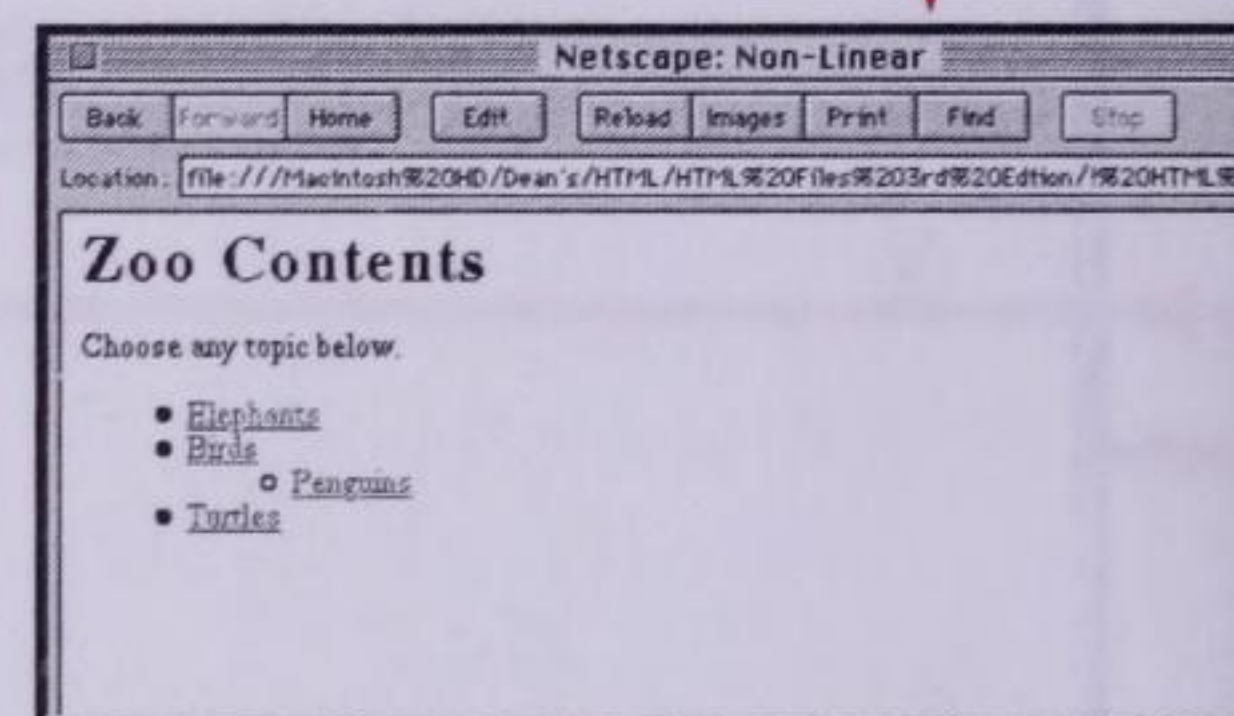 Netscape: Non-Linear
Back Forward Home Edit Reload Images Print Find Stop
Location: file:///Macintosh%20HD/Dean's/HTML/HTML%20Files%203rd%20Edtion/
Zoo Contents
Choose any topic below.
Elephants
Birds
Penguins
Turtles